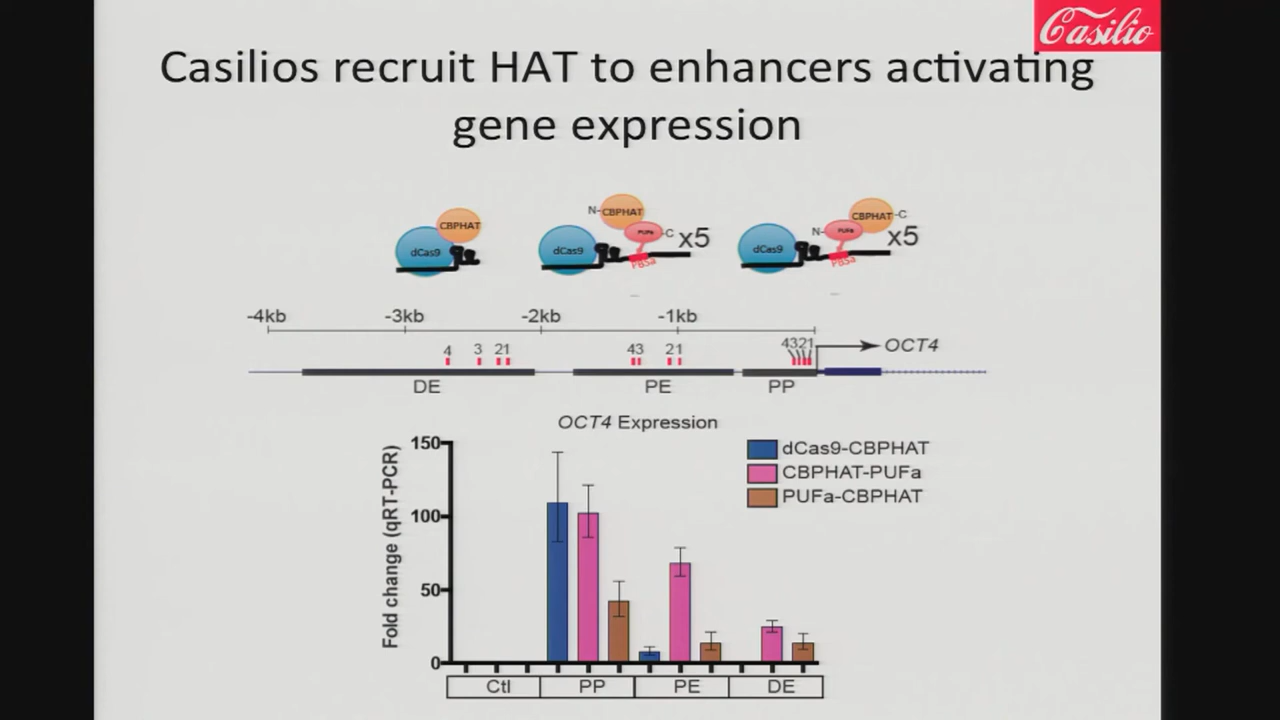 Casilio
Casilios recruit HAT to enhancers activating
gene expression
CBPHAT
dCas9
N-CBPHAT
PUFa
-C
x5
dCas9
PBSa
CBPHAT-C
N-
PUFa
x5
dCas9
PBSa
-4kb -3kb -2kb -1kb
4 3 21 43 21 4321
OCT4
DE PE PP
OCT4 Expression
Fold change (qRT-PCR)
150
100
50
0
dCas9-CBPHAT
CBPHAT-PUFa
PUFa-CBPHAT
Ctl PP PE DE